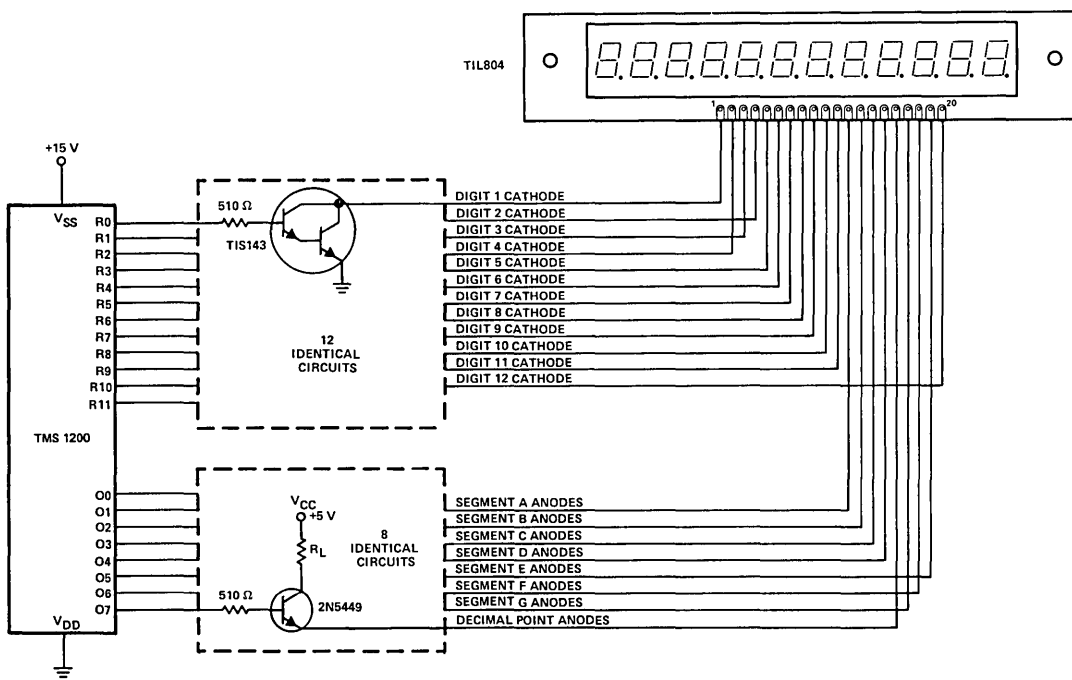 TIL804
1
20
+15 V
VSS
R0
R1
R2
R3
R4
R5
R6
R7
R8
R9
R10
R11
TMS 1200
O0
O1
O2
O3
O4
O5
O6
O7
VDD
510 Ω
TIS143
12
IDENTICAL
CIRCUITS
DIGIT 1 CATHODE
DIGIT 2 CATHODE
DIGIT 3 CATHODE
DIGIT 4 CATHODE
DIGIT 5 CATHODE
DIGIT 6 CATHODE
DIGIT 7 CATHODE
DIGIT 8 CATHODE
DIGIT 9 CATHODE
DIGIT 10 CATHODE
DIGIT 11 CATHODE
DIGIT 12 CATHODE
VCC
+5 V
RL
8
IDENTICAL
CIRCUITS
510 Ω
2N5449
SEGMENT A ANODES
SEGMENT B ANODES
SEGMENT C ANODES
SEGMENT D ANODES
SEGMENT E ANODES
SEGMENT F ANODES
SEGMENT G ANODES
DECIMAL POINT ANODES